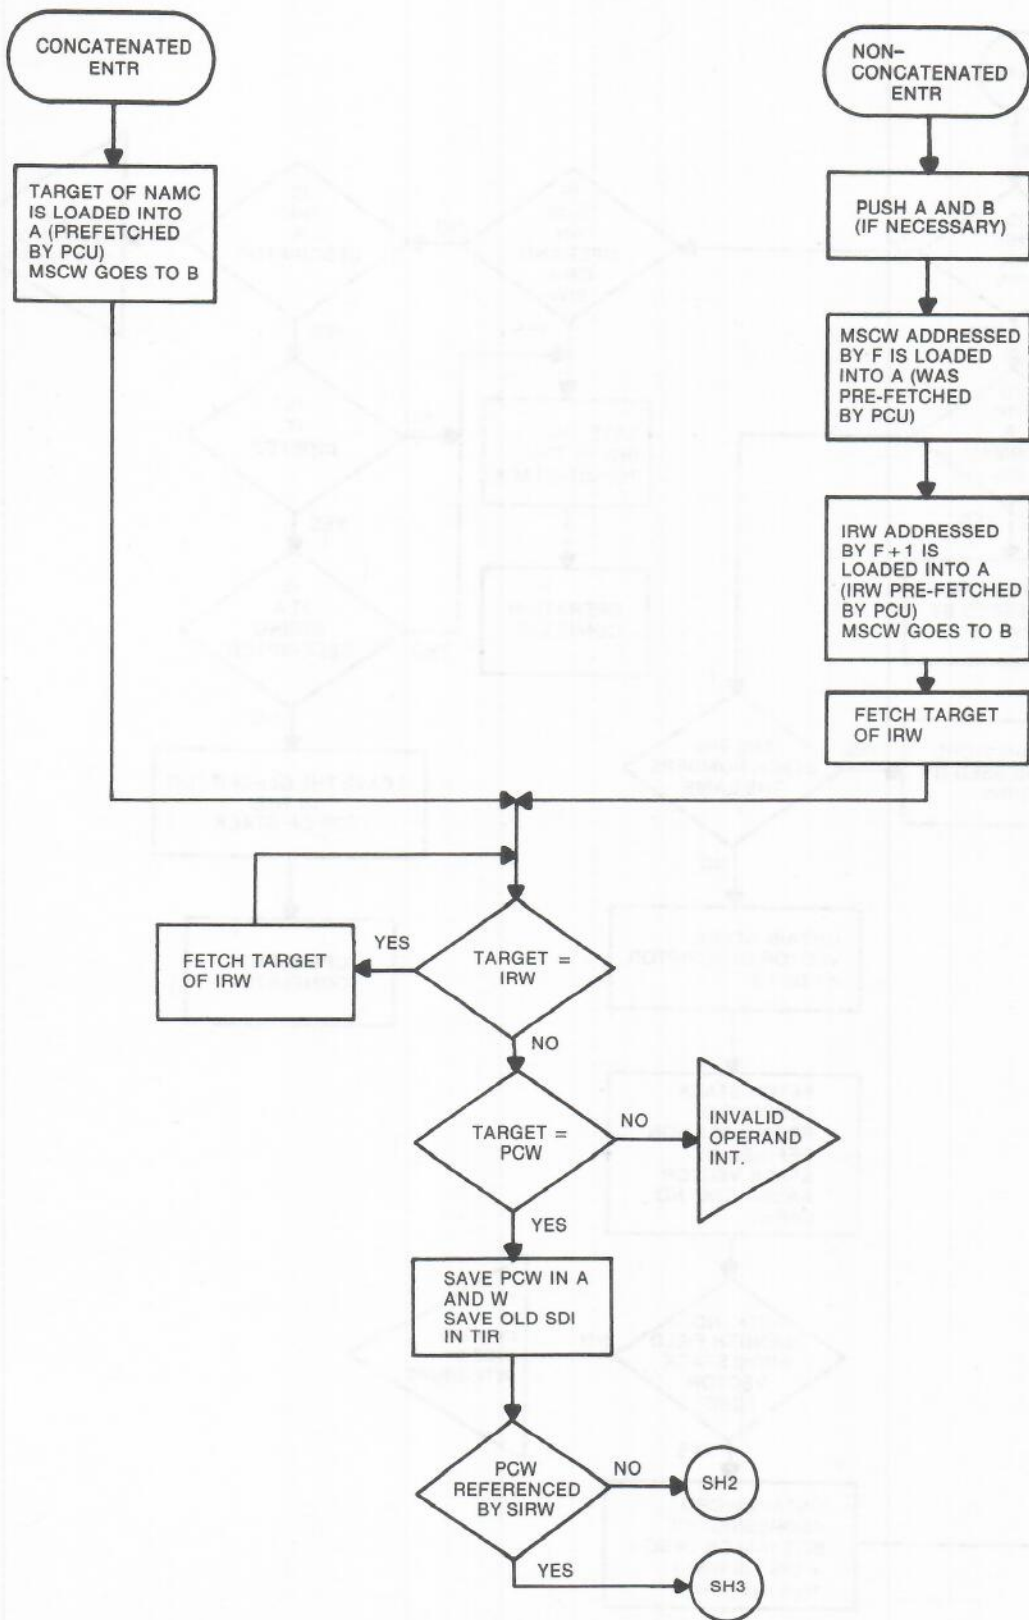 CONCATENATED
ENTR
NON-
CONCATENATED
ENTR
TARGET OF NAMC
IS LOADED INTO
A (PREFETCHED
BY PCU)
MSCW GOES TO B
PUSH A AND B
(IF NECESSARY)
MSCW ADDRESSED
BY F IS LOADED
INTO A (WAS
PRE-FETCHED
BY PCU)
IRW ADDRESSED
BY F+1 IS
LOADED INTO A
(IRW PRE-FETCHED
BY PCU)
MSCW GOES TO B
FETCH TARGET
OF IRW
FETCH TARGET
OF IRW
YES
TARGET =
IRW
NO
TARGET =
PCW
NO
INVALID
OPERAND
INT.
YES
SAVE PCW IN A
AND W
SAVE OLD SDI
IN TIR
PCW
REFERENCED
BY SIRW
NO
SH2
YES
SH3